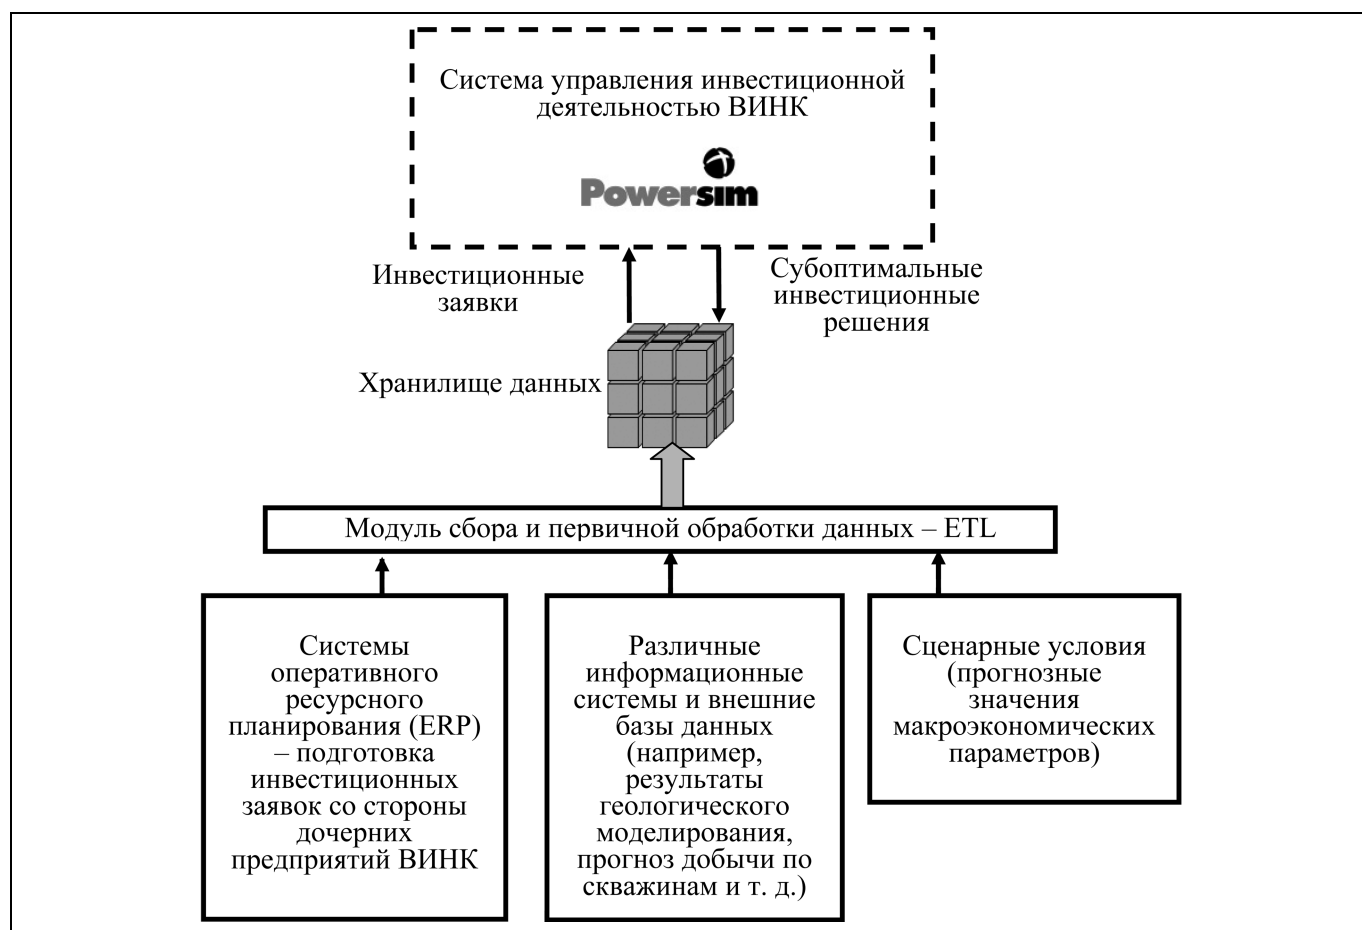 Система управления инвестиционной
деятельностью ВИНК
Powersim
Инвестиционные
заявки
Субоптимальные
инвестиционные
решения
Хранилище данных
Модуль сбора и первичной обработки данных – ETL
Системы
оперативного
ресурсного
планирования (ERP)
– подготовка
инвестиционных
заявок со стороны
дочерних
предприятий ВИНК
Различные
информационные
системы и внешние
базы данных
(например,
результаты
геологического
моделирования,
прогноз добычи по
скважинам и т. д.)
Сценарные условия
(прогнозные
значения
макроэкономических
параметров)